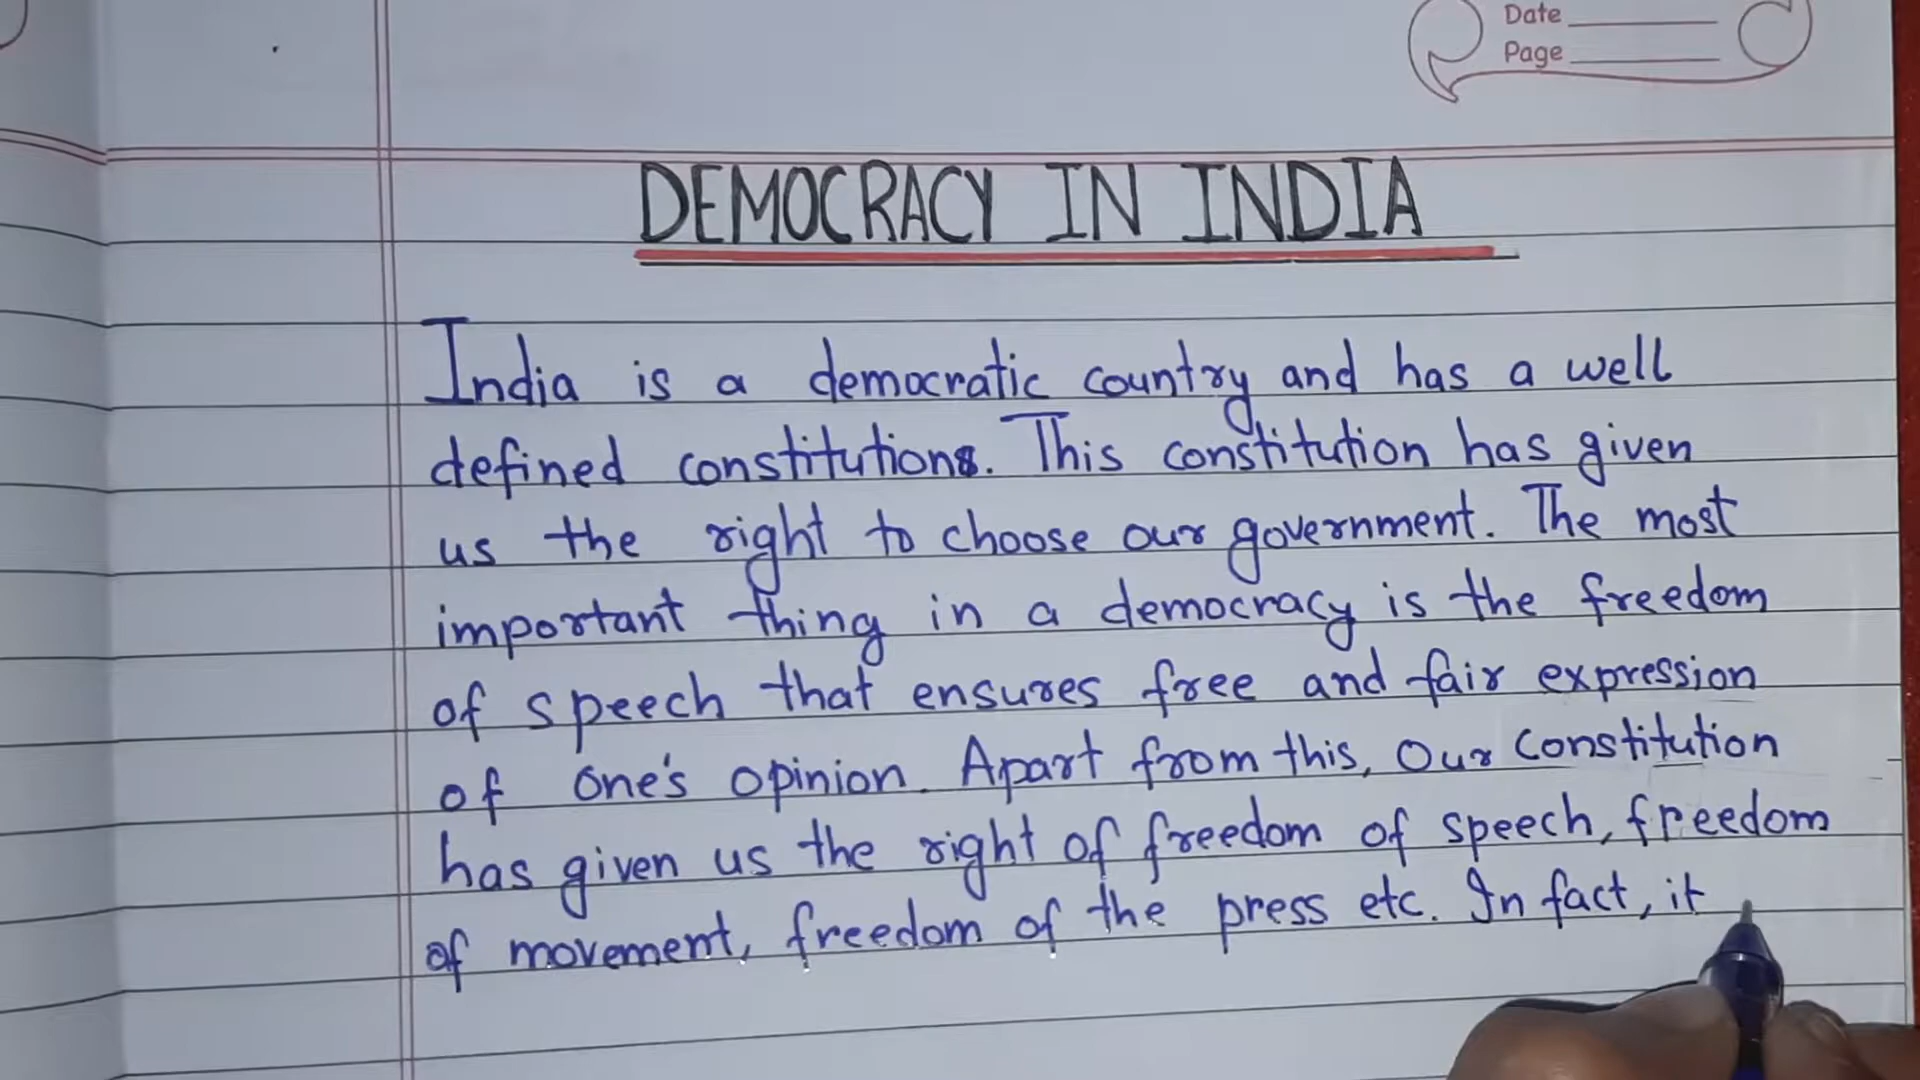 Date
Page
DEMOCRACY IN INDIA
India is a democratic country and has a well
defined constitutions. This constitution has given
us the right to choose our government. The most
important thing in a democracy is the freedom
of speech that ensures free and fair expression
of one's opinion. Apart from this, Our Constitution
has given us the right of freedom of speech, freedom
of movement, freedom of the press etc. In fact, it